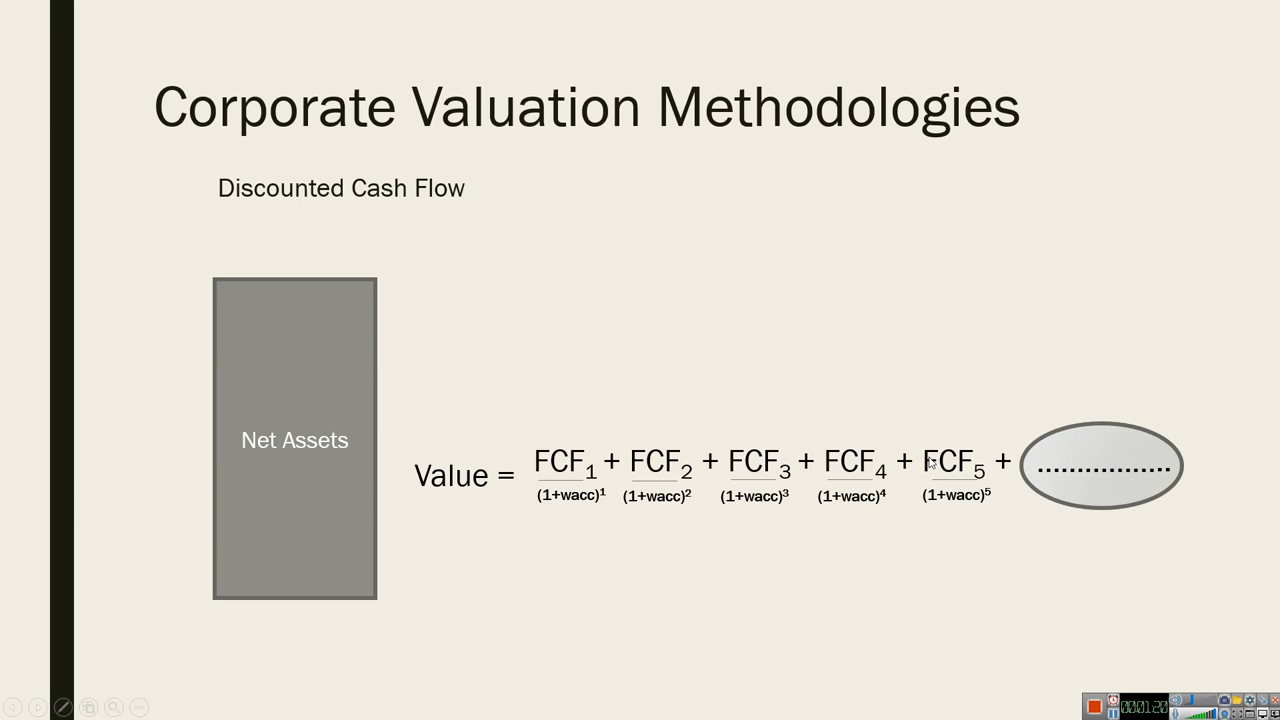 Corporate Valuation Methodologies
Discounted Cash Flow
Net Assets
Value = FCF₁ + FCF₂ + FCF₃ + FCF₄ + FCF₅ + .................
(1+wacc)¹ (1+wacc)² (1+wacc)³ (1+wacc)⁴ (1+wacc)⁵
000120